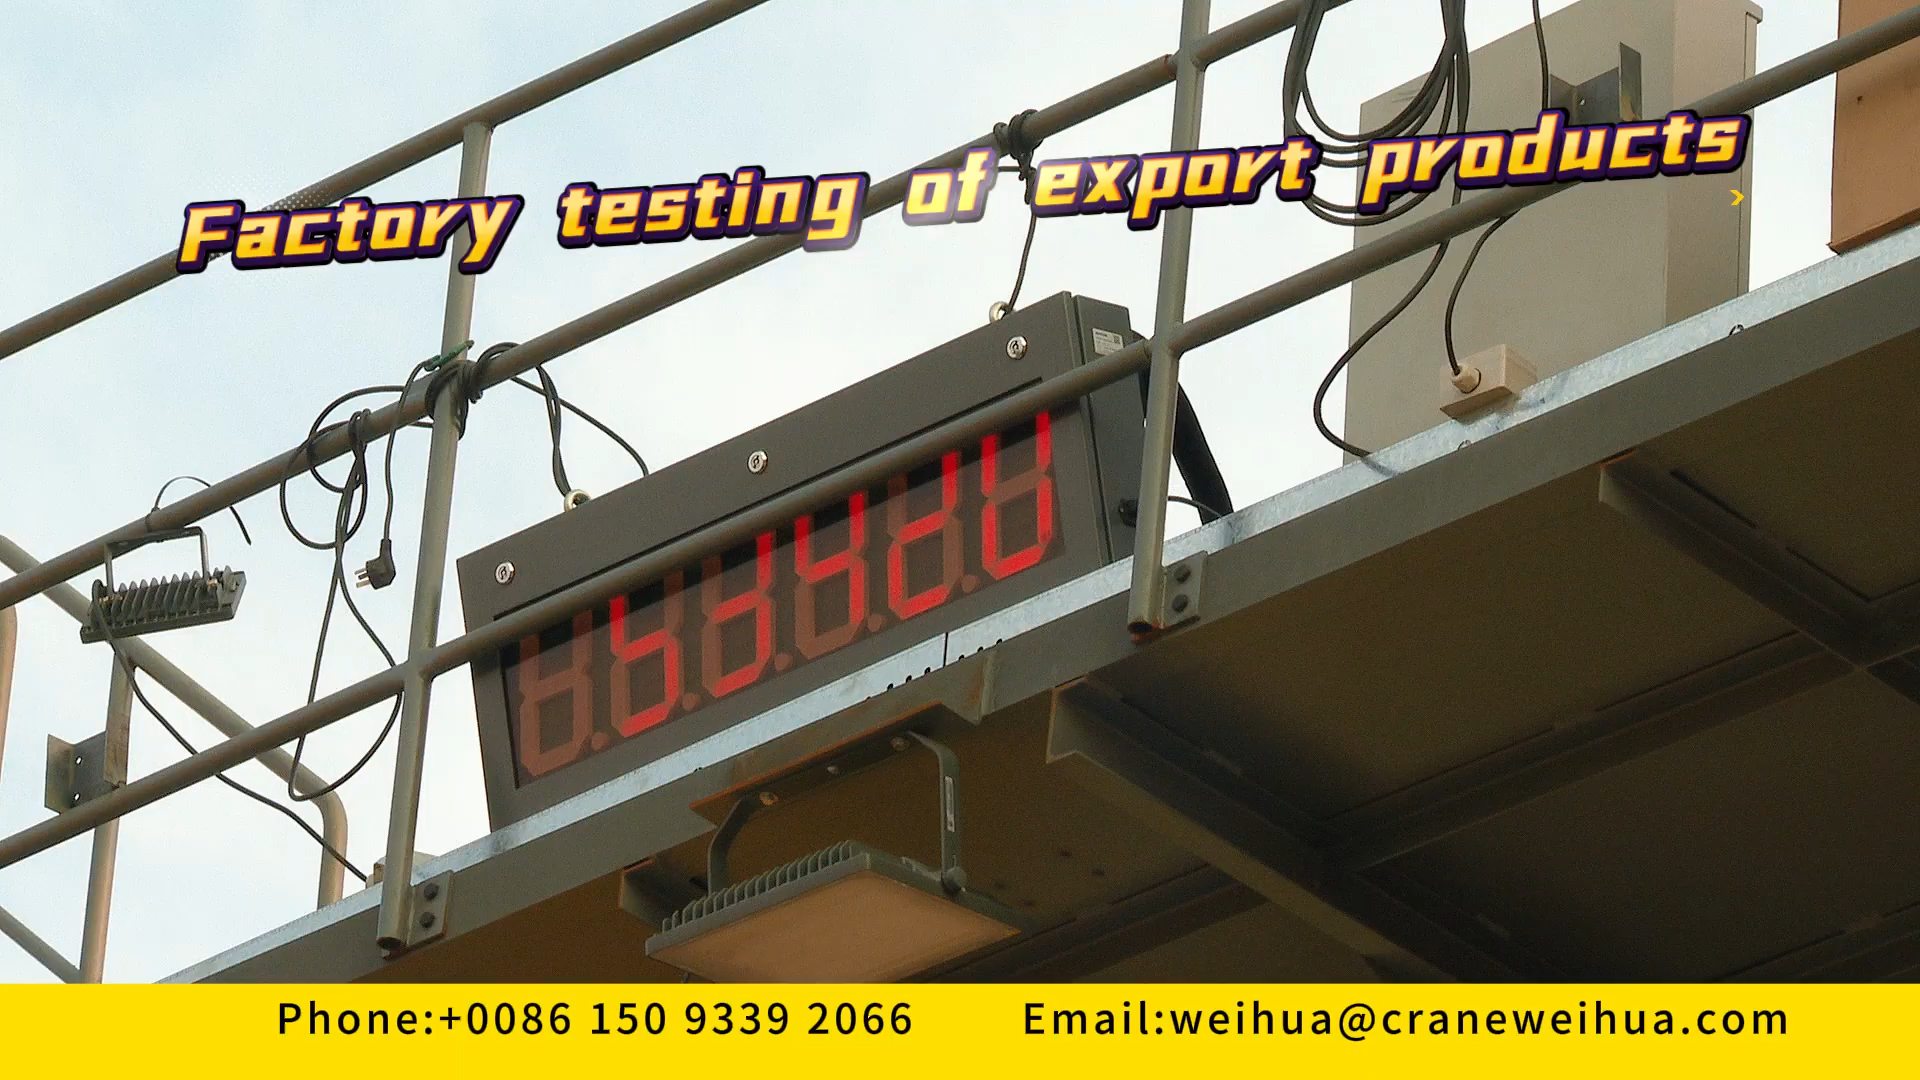 Factory testing of export products
Phone:+0086 150 9339 2066
Email:weihua@craneweihua.com